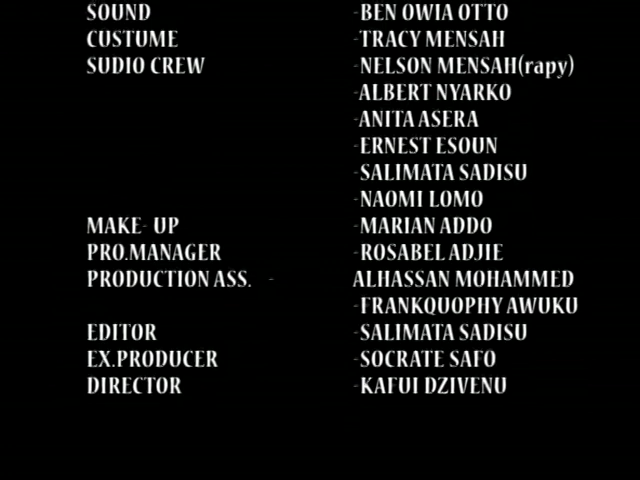 SOUND -BEN OWIA OTTO
CUSTUME -TRACY MENSAH
SUDIO CREW -NELSON MENSAH(rapy)
-ALBERT NYARKO
-ANITA ASERA
-ERNEST ESOUN
-SALIMATA SADISU
-NAOMI LOMO
MAKE- UP -MARIAN ADDO
PRO.MANAGER -ROSABEL ADJIE
PRODUCTION ASS. - ALHASSAN MOHAMMED
-FRANKQUOPHY AWUKU
EDITOR -SALIMATA SADISU
EX.PRODUCER -SOCRATE SAFO
DIRECTOR -KAFUI DZIVENU